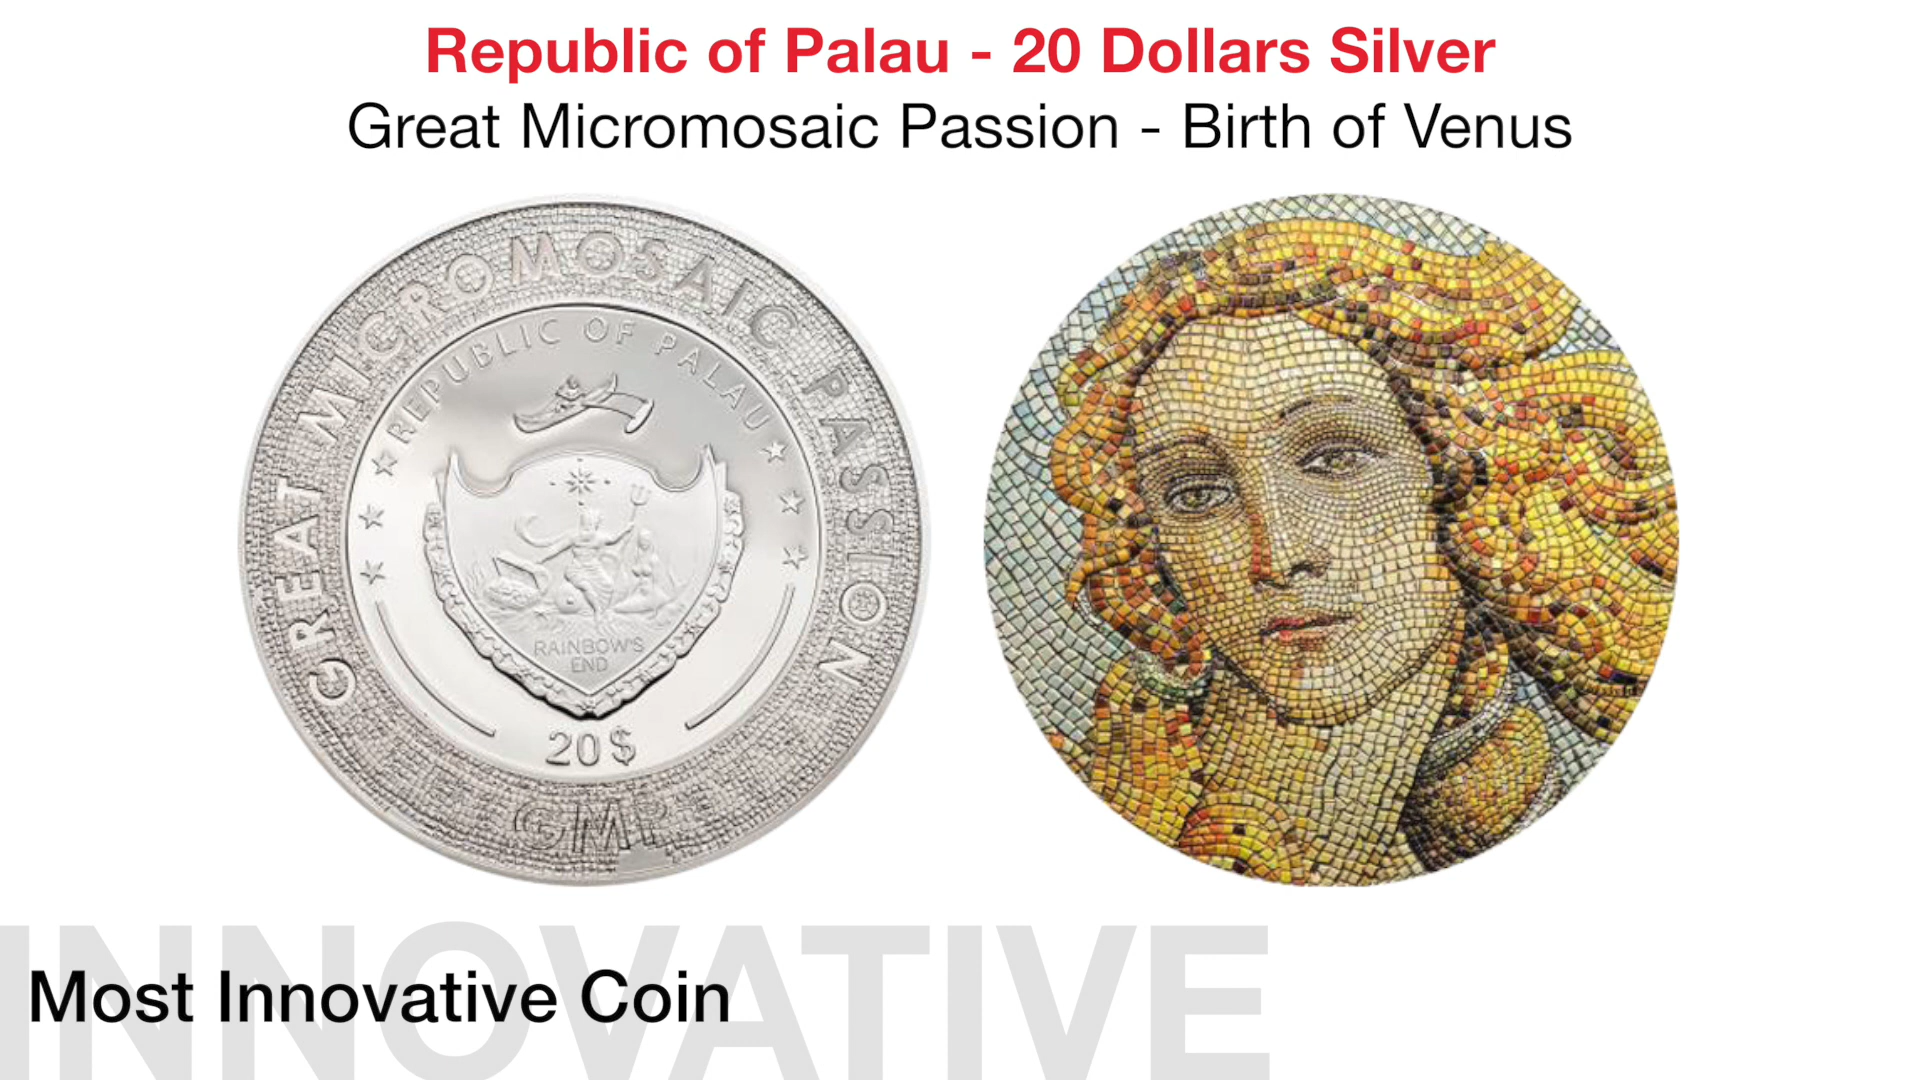 Republic of Palau - 20 Dollars Silver
Great Micromosaic Passion - Birth of Venus
GREAT MICROMOSAIC PASSION
REPUBLIC OF PALAU
RAINBOW'S
END
20$
GMP
INNOVATIVE
Most Innovative Coin